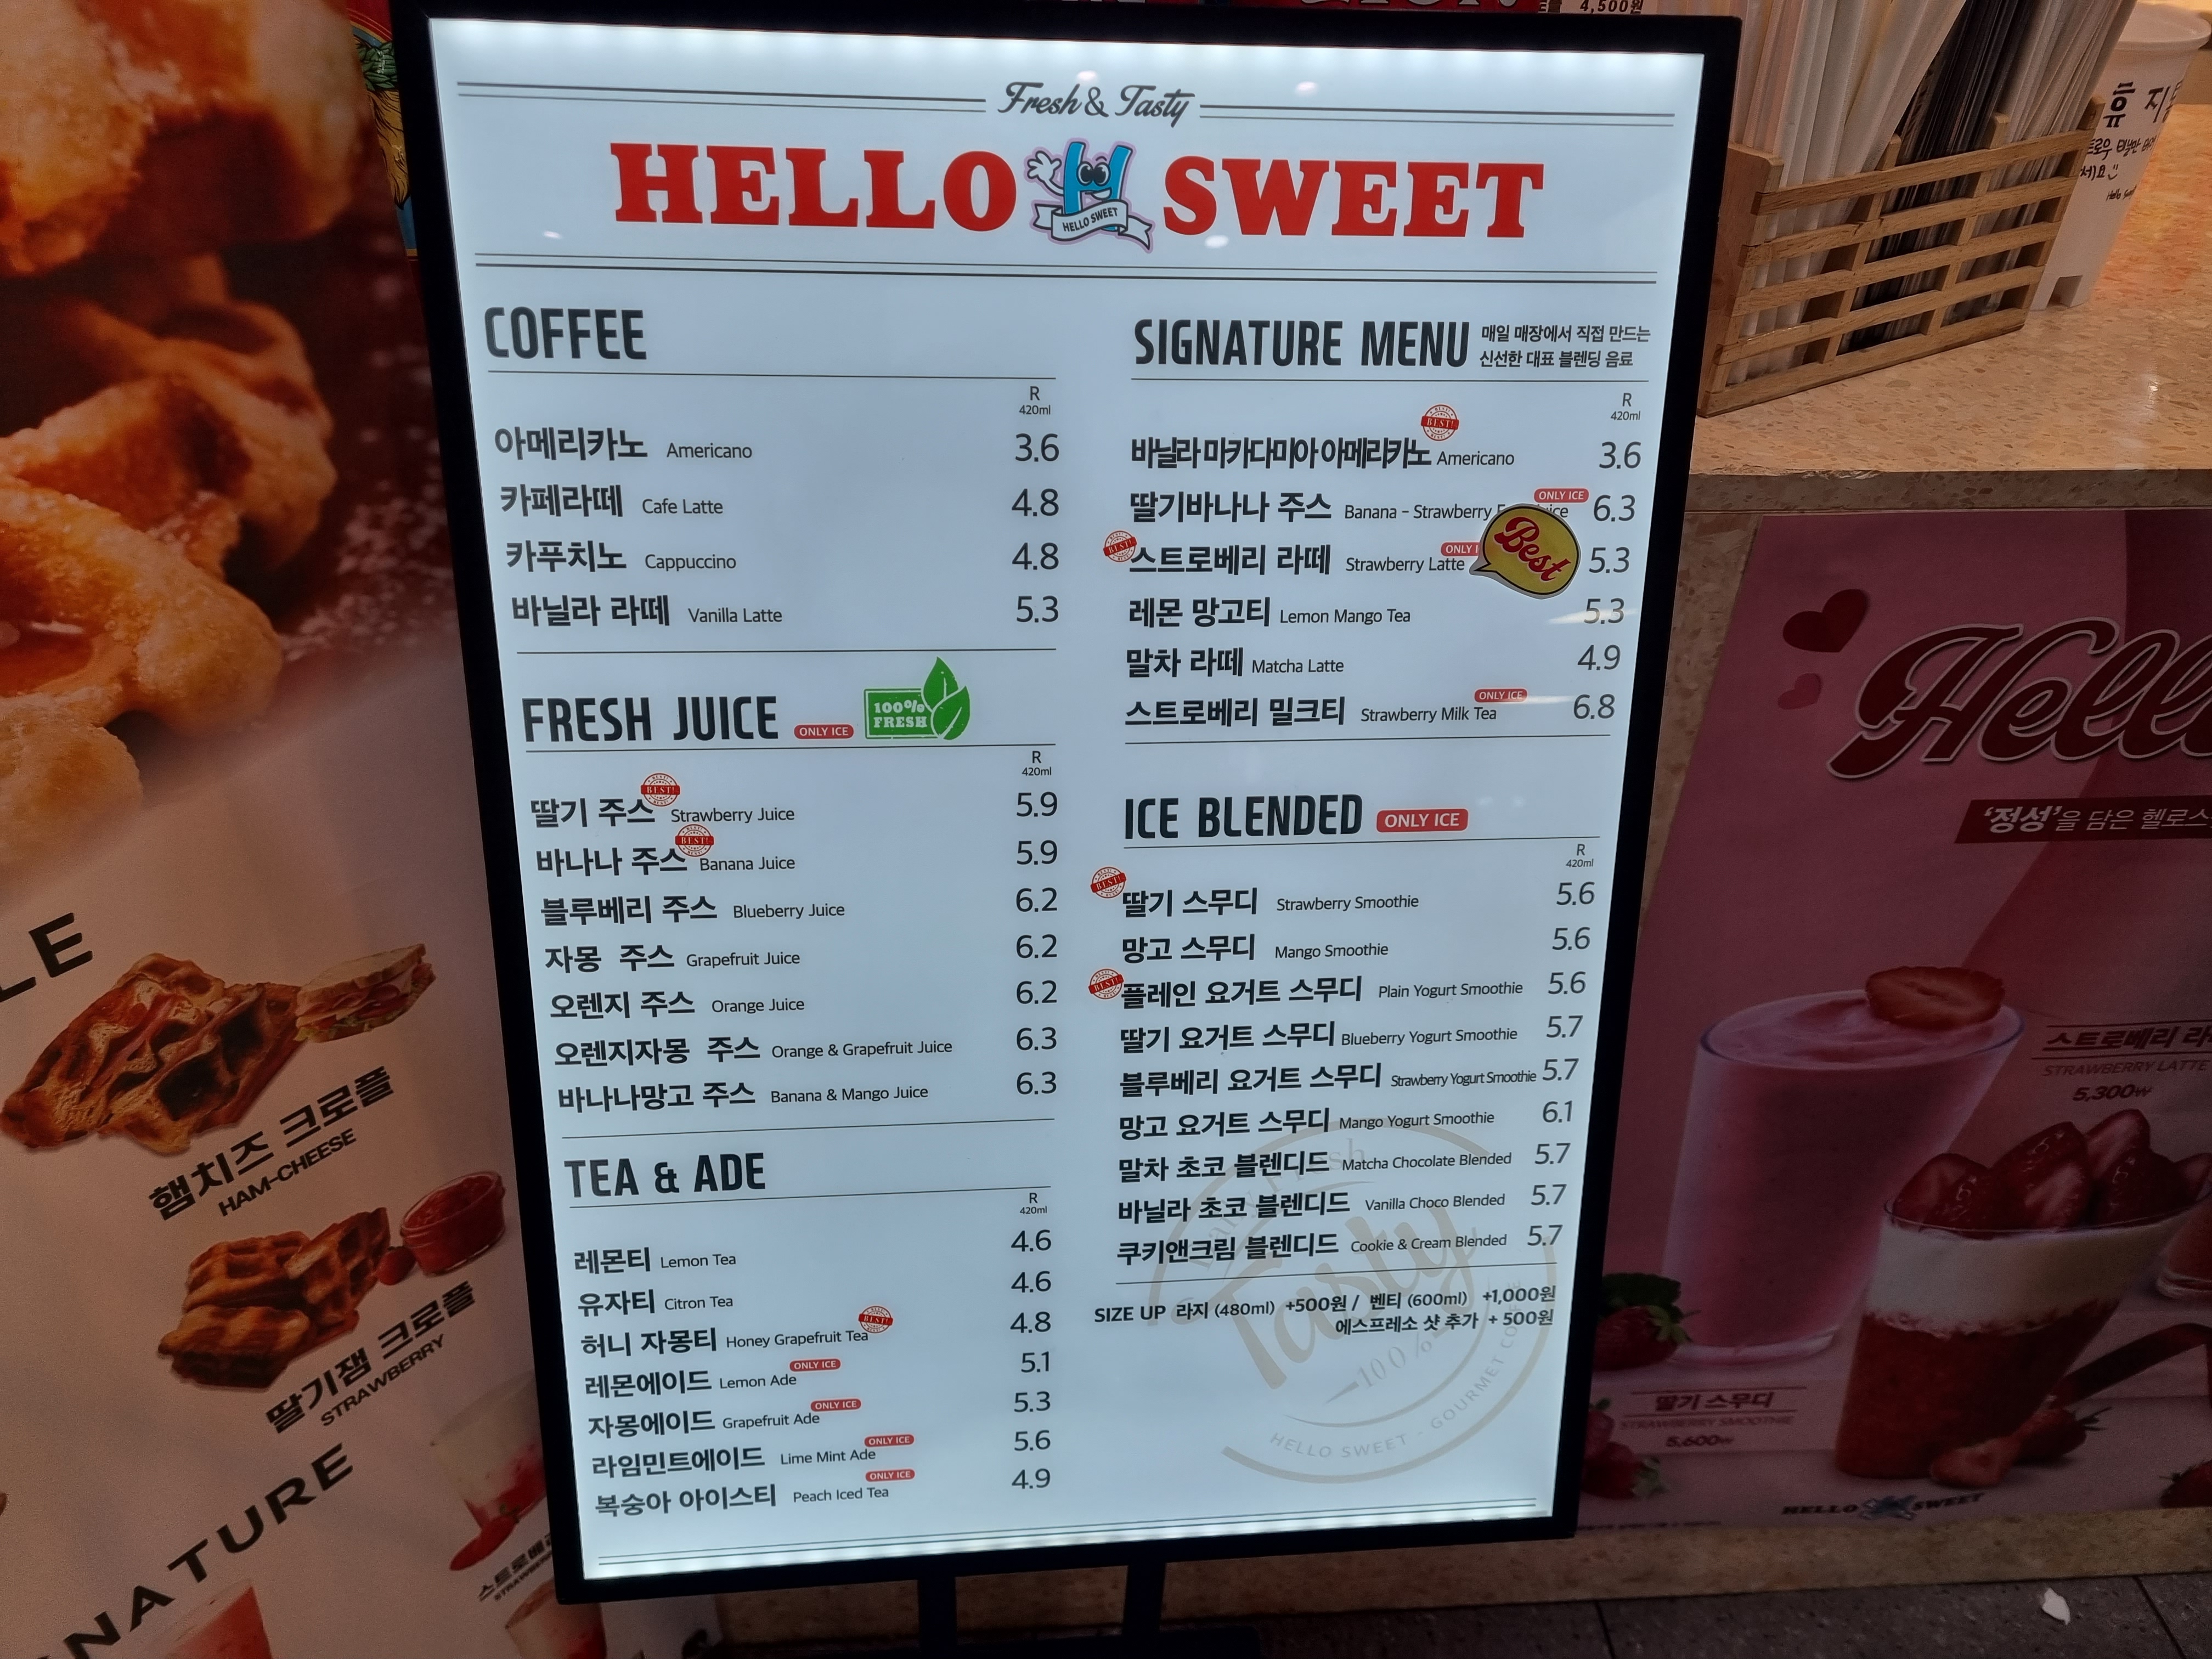 4,500원
Fresh & Tasty
HELLO SWEET
HELLO SWEET
COFFEE
R
420ml
아메리카노 Americano 3.6
카페라떼 Cafe Latte 4.8
카푸치노 Cappuccino 4.8
바닐라 라떼 Vanilla Latte 5.3
FRESH JUICE ONLY ICE 100% FRESH
R
420ml
딸기 주스 BEST! Strawberry Juice 5.9
바나나 주스 BEST! Banana Juice 5.9
블루베리 주스 Blueberry Juice 6.2
자몽 주스 Grapefruit Juice 6.2
오렌지 주스 Orange Juice 6.2
오렌지자몽 주스 Orange & Grapefruit Juice 6.3
바나나망고 주스 Banana & Mango Juice 6.3
TEA & ADE
R
420ml
레몬티 Lemon Tea 4.6
유자티 Citron Tea 4.6
허니 자몽티 Honey Grapefruit Tea BEST! 4.8
레몬에이드 Lemon Ade ONLY ICE 5.1
자몽에이드 Grapefruit Ade ONLY ICE 5.3
라임민트에이드 Lime Mint Ade ONLY ICE 5.6
복숭아 아이스티 Peach Iced Tea ONLY ICE 4.9
SIGNATURE MENU 매일 매장에서 직접 만드는
신선한 대표 블렌딩 음료
R
420ml
바닐라 마카다미아 아메리카노 BEST! Americano 3.6
딸기바나나 주스 Banana - Strawberry ONLY ICE 6.3
BEST! 스트로베리 라떼 Strawberry Latte ONLY Best 5.3
레몬 망고티 Lemon Mango Tea 5.3
말차 라떼 Matcha Latte 4.9
스트로베리 밀크티 Strawberry Milk Tea ONLY ICE 6.8
ICE BLENDED ONLY ICE
R
420ml
BEST! 딸기 스무디 Strawberry Smoothie 5.6
망고 스무디 Mango Smoothie 5.6
BEST! 플레인 요거트 스무디 Plain Yogurt Smoothie 5.6
딸기 요거트 스무디 Blueberry Yogurt Smoothie 5.7
블루베리 요거트 스무디 Strawberry Yogurt Smoothie 5.7
망고 요거트 스무디 Mango Yogurt Smoothie 6.1
말차 초코 블렌디드 Matcha Chocolate Blended 5.7
바닐라 초코 블렌디드 Vanilla Choco Blended 5.7
쿠키앤크림 블렌디드 Cookie & Cream Blended 5.7
SIZE UP 라지 (480ml) +500원 / 벤티 (600ml) +1,000원
에스프레소 샷 추가 + 500원
Tasty
100%
HELLO SWEET - GOURMET
LE
햄치즈 크로플
HAM-CHEESE
딸기잼 크로플
STRAWBERRY
NATURE
휴지
Hell
'정성'을 담은 헬로스
스트로베리 라
STRAWBERRY LATTE
5,300₩
딸기 스무디
STRAWBERRY SMOOTHIE
5,600₩
HELLO SWEET